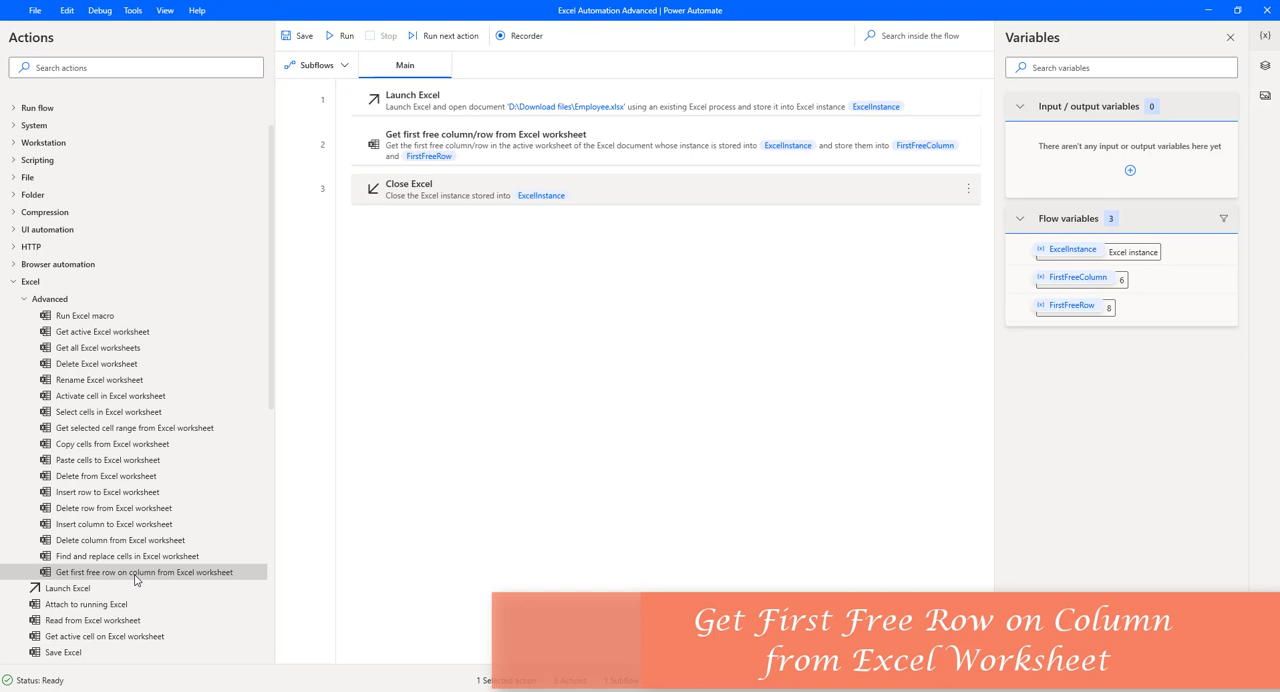 File Edit Debug Tools View Help
Excel Automation Advanced | Power Automate
Actions
Search actions
Run flow
System
Workstation
Scripting
File
Folder
Compression
UI automation
HTTP
Browser automation
Excel
Advanced
Run Excel macro
Get active Excel worksheet
Get all Excel worksheets
Delete Excel worksheet
Rename Excel worksheet
Activate cell in Excel worksheet
Select cells in Excel worksheet
Get selected cell range from Excel worksheet
Copy cells from Excel worksheet
Paste cells to Excel worksheet
Delete from Excel worksheet
Insert row to Excel worksheet
Delete row from Excel worksheet
Insert column to Excel worksheet
Delete column from Excel worksheet
Find and replace cells in Excel worksheet
Get first free row on column from Excel worksheet
Launch Excel
Attach to running Excel
Read from Excel worksheet
Get active cell on Excel worksheet
Save Excel
Status: Ready
Save Run Stop Run next action Recorder
Search inside the flow
Subflows
Main
1
Launch Excel
Launch Excel and open document 'D:\Download files\Employee.xlsx' using an existing Excel process and store it into Excel instance ExcelInstance
2
Get first free column/row from Excel worksheet
Get the first free column/row in the active worksheet of the Excel document whose instance is stored into ExcelInstance and store them into FirstFreeColumn
and FirstFreeRow
3
Close Excel
Close the Excel instance stored into ExcelInstance
Variables
{x}
Search variables
Input / output variables 0
There aren't any input or output variables here yet
Flow variables 3
(x) ExcelInstance Excel instance
(x) FirstFreeColumn 6
(x) FirstFreeRow 8
1 Selected action 3 Actions 1 Subflow
Get First Free Row on Column
from Excel Worksheet